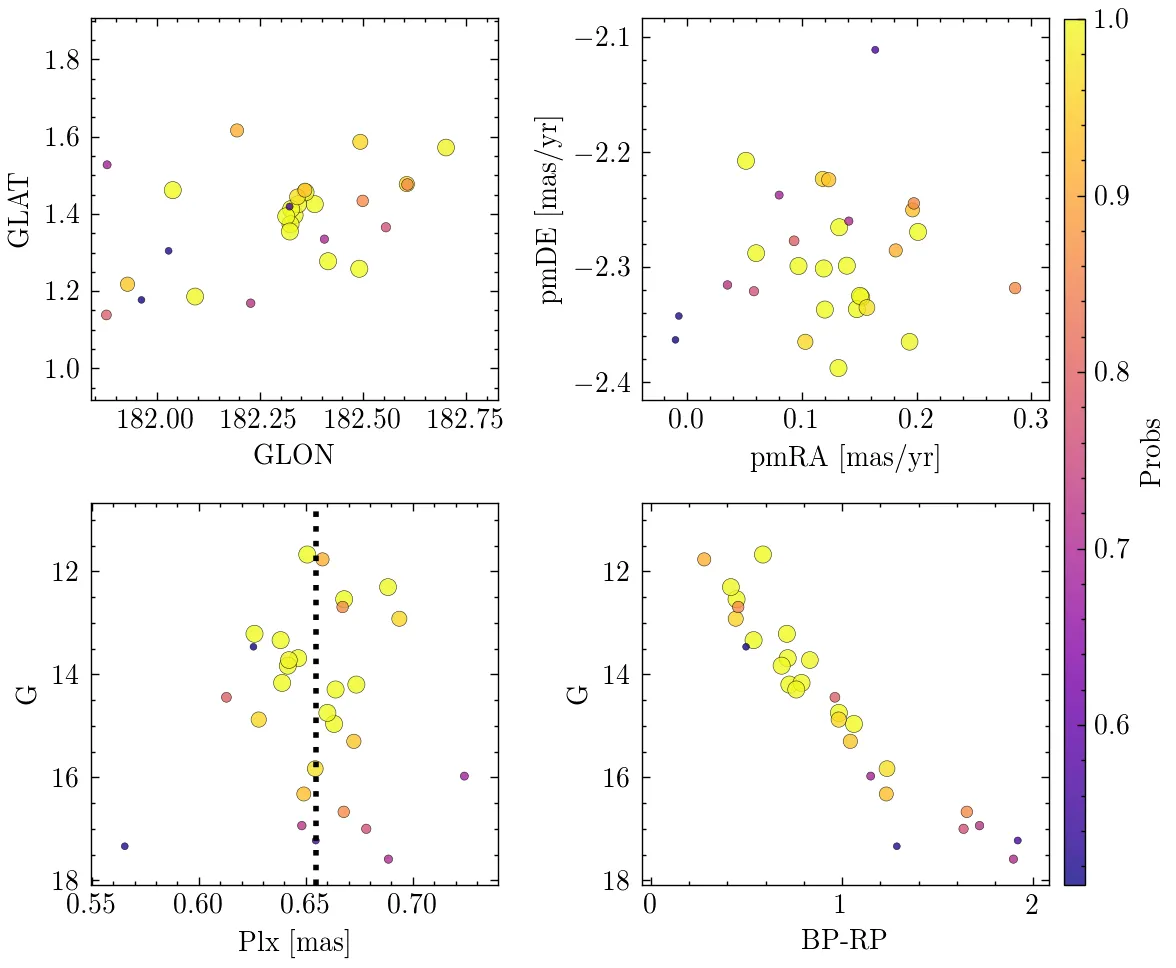 1.8
1.6
1.4
1.2
1.0
GLAT
182.00 182.25 182.50 182.75
GLON
−2.1
−2.2
−2.3
−2.4
pmDE [mas/yr]
0.0 0.1 0.2 0.3
pmRA [mas/yr]
1.0
0.9
0.8
0.7
0.6
Probs
12
14
16
18
G
0.55 0.60 0.65 0.70
Plx [mas]
12
14
16
18
G
0 1 2
BP-RP